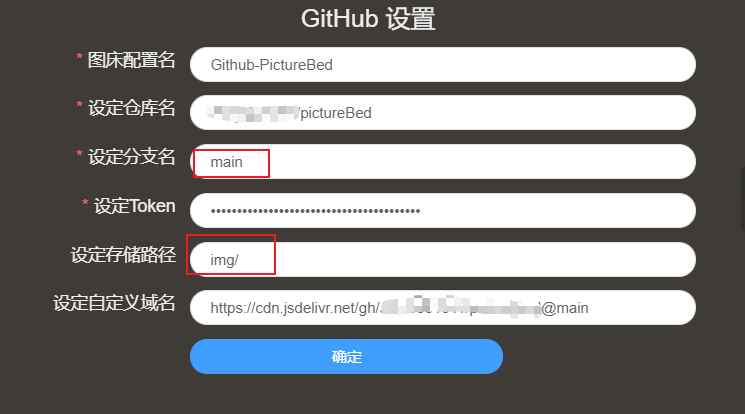 GitHub 设置
* 图床配置名 Github-PictureBed
* 设定仓库名 /pictureBed
* 设定分支名 main
* 设定Token ••••••••••••••••••••••••••••••••••••••••
设定存储路径 img/
设定自定义域名 https://cdn.jsdelivr.net/gh/ @main
确定